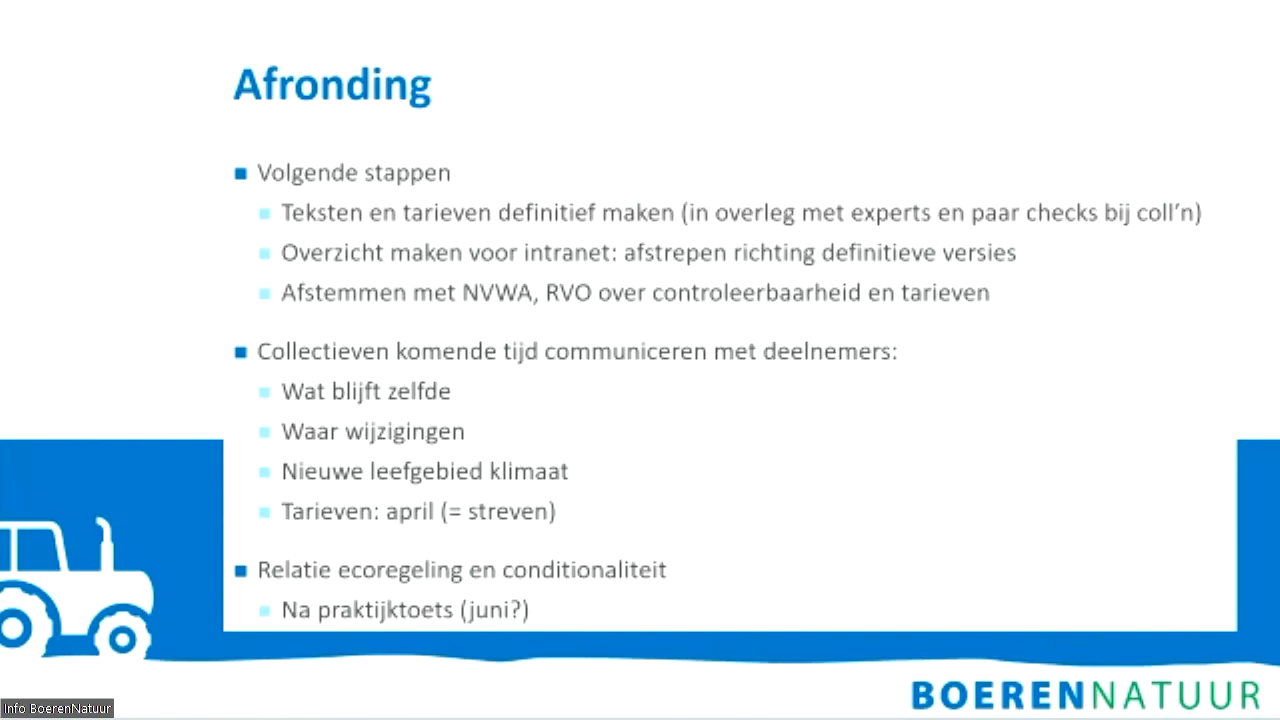 Afronding
Volgende stappen
Teksten en tarieven definitief maken (in overleg met experts en paar checks bij coll'n)
Overzicht maken voor intranet: afstrepen richting definitieve versies
Afstemmen met NVWA, RVO over controleerbaarheid en tarieven
Collectieven komende tijd communiceren met deelnemers:
Wat blijft zelfde
Waar wijzigingen
Nieuwe leefgebied klimaat
Tarieven: april (= streven)
Relatie ecoregeling en conditionaliteit
Na praktijktoets (juni?)
BOERENNATUUR
Info BoerenNatuur